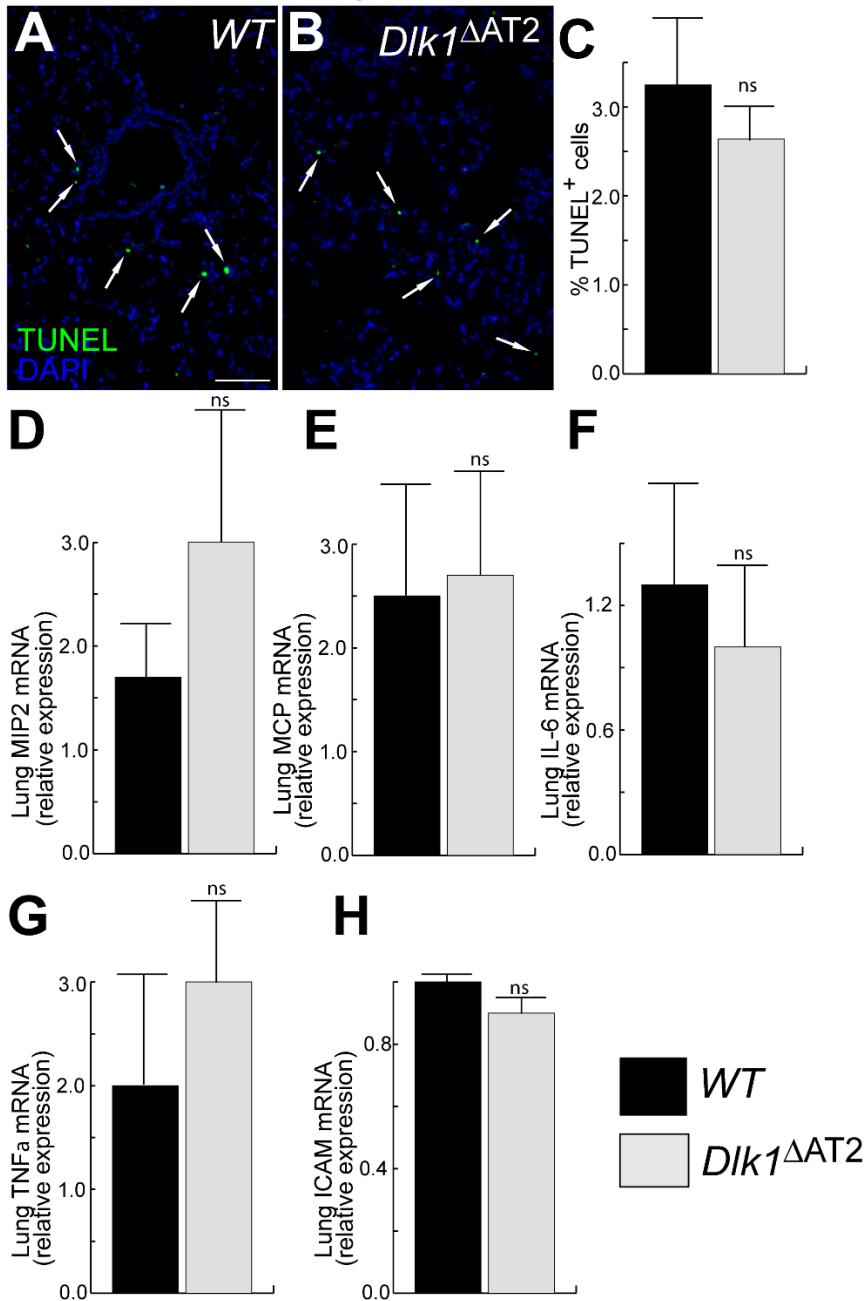 A
WT
B
Dlk1ΔAT2
TUNEL
DAPI
C
ns
% TUNEL+ cells
3.0
2.0
1.0
0.0
D
ns
Lung MIP2 mRNA
(relative expression)
3.0
2.0
1.0
0.0
E
ns
Lung MCP mRNA
(relative expression)
3.0
2.0
1.0
0.0
F
ns
Lung IL-6 mRNA
(relative expression)
1.2
0.6
0.0
G
ns
Lung TNFa mRNA
(relative expression)
3.0
2.0
1.0
0.0
H
ns
Lung ICAM mRNA
(relative expression)
0.8
0.4
0.0
WT
Dlk1ΔAT2